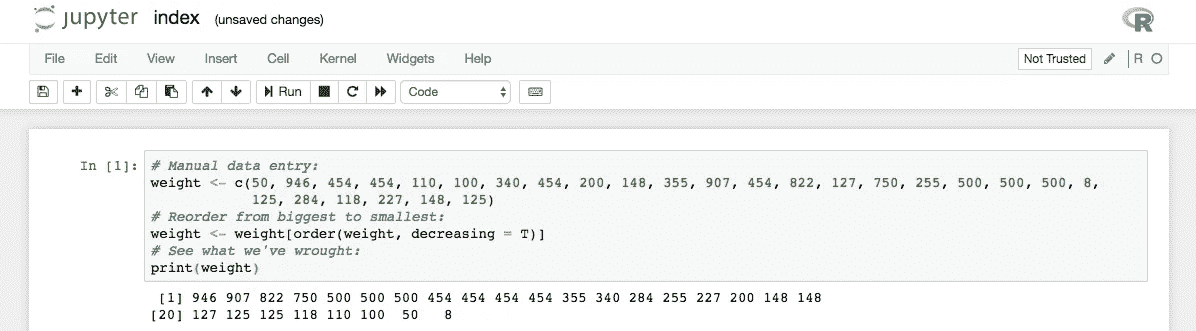 jupyter index (unsaved changes) R
File Edit View Insert Cell Kernel Widgets Help Not Trusted R
Run Code
In [1]: # Manual data entry:
weight <- c(50, 946, 454, 454, 110, 100, 340, 454, 200, 148, 355, 907, 454, 822, 127, 750, 255, 500, 500, 500, 8,
125, 284, 118, 227, 148, 125)
# Reorder from biggest to smallest:
weight <- weight[order(weight, decreasing = T)]
# See what we've wrought:
print(weight)
[1] 946 907 822 750 500 500 500 454 454 454 454 355 340 284 255 227 200 148 148
[20] 127 125 125 118 110 100 50 8